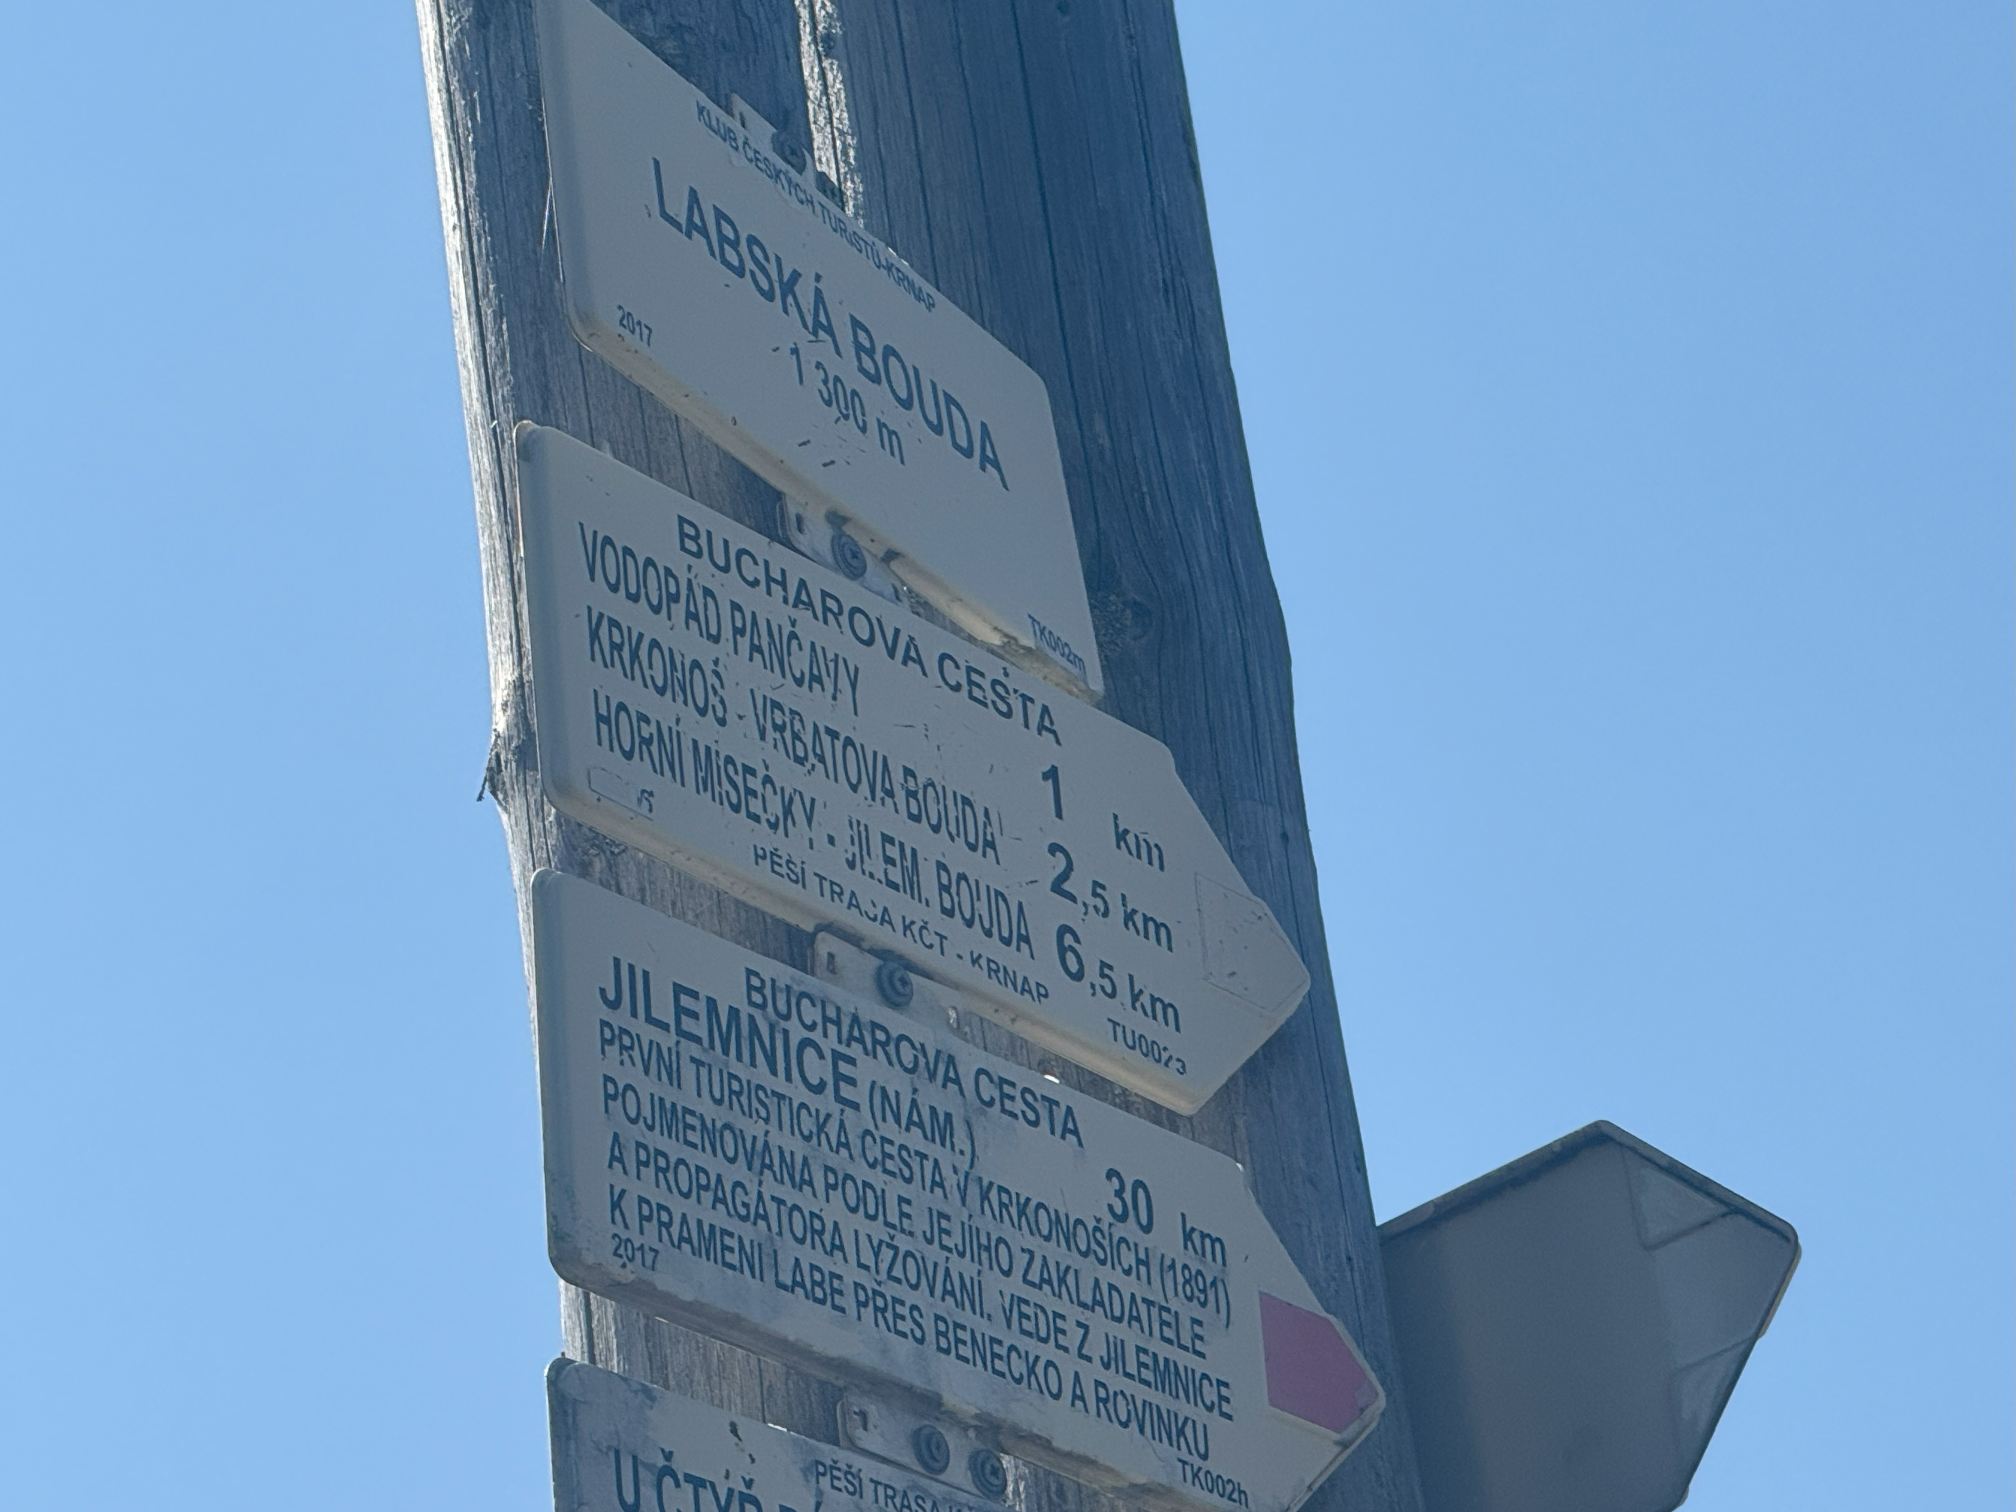 KLUB ČESKÝCH TURISTŮ-KRNAP
LABSKÁ BOUDA
1 300 m
2017
TK002m
BUCHAROVA CESTA
VODOPÁD PANČAVY 1 km
KRKONOŠ - VRBATOVA BOUDA 2,5 km
HORNÍ MÍSEČKY - JILEM. BOUDA 6,5 km
PĚŠÍ TRASA KČT - KRNAP
TU0023
BUCHAROVA CESTA
JILEMNICE (NÁM.) 30 km
PRVNÍ TURISTICKÁ CESTA V KRKONOŠÍCH (1891)
POJMENOVÁNA PODLE JEJÍHO ZAKLADATELE
A PROPAGÁTORA LYŽOVÁNÍ. VEDE Z JILEMNICE
K PRAMENI LABE PŘES BENECKO A ROVINKU
2017
TK002h
PĚŠÍ TRASA
U ČTYŘ